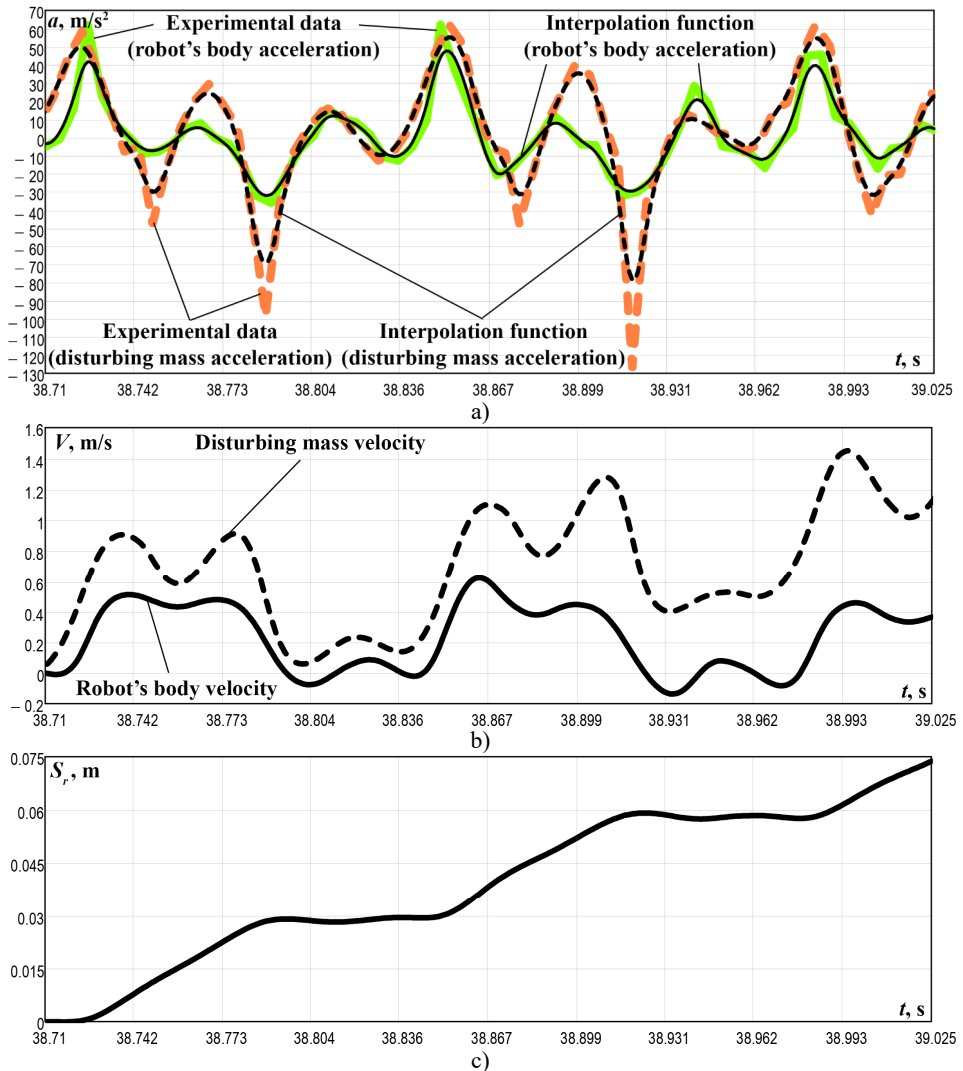 70
a, m/s²
60
50
40
30
20
10
0
– 10
– 20
– 30
– 40
– 50
– 60
– 70
– 80
– 90
– 100
– 110
– 120
– 130
Experimental data
(robot's body acceleration)
Interpolation function
(robot's body acceleration)
Experimental data
(disturbing mass acceleration)
Interpolation function
(disturbing mass acceleration)
t, s
38.71 38.742 38.773 38.804 38.836 38.867 38.899 38.931 38.962 38.993 39.025
a)
1.6
V, m/s
1.4
1.2
1
0.8
0.6
0.4
0.2
0
– 0.2
Disturbing mass velocity
Robot's body velocity
t, s
38.71 38.742 38.773 38.804 38.836 38.867 38.899 38.931 38.962 38.993 39.025
b)
0.075
Sr, m
0.06
0.045
0.03
0.015
0
t, s
38.71 38.742 38.773 38.804 38.836 38.867 38.899 38.931 38.962 38.993 39.025
c)